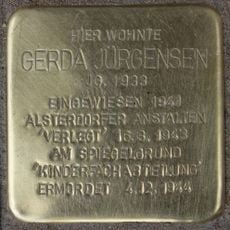 HIER WOHNTE
GERDA JÜRGENSEN
JG. 1933
EINGEWIESEN 1941
ALSTERDORFER ANSTALTEN
'VERLEGT' 16.8.1943
AM SPIEGELGRUND
"KINDERFACHABTEILUNG"
ERMORDET 4.12.1944